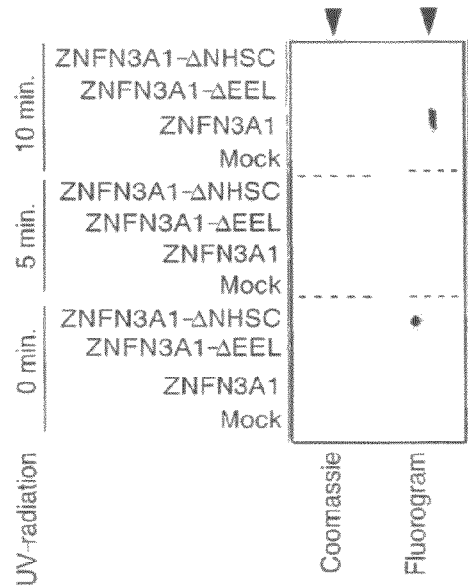 10 min.
ZNFN3A1-ΔNHSC
ZNFN3A1-ΔEEL
ZNFN3A1
Mock
5 min.
ZNFN3A1-ΔNHSC
ZNFN3A1-ΔEEL
ZNFN3A1
Mock
0 min.
ZNFN3A1-ΔNHSC
ZNFN3A1-ΔEEL
ZNFN3A1
Mock
UV-radiation
Coomassie
Fluorogram